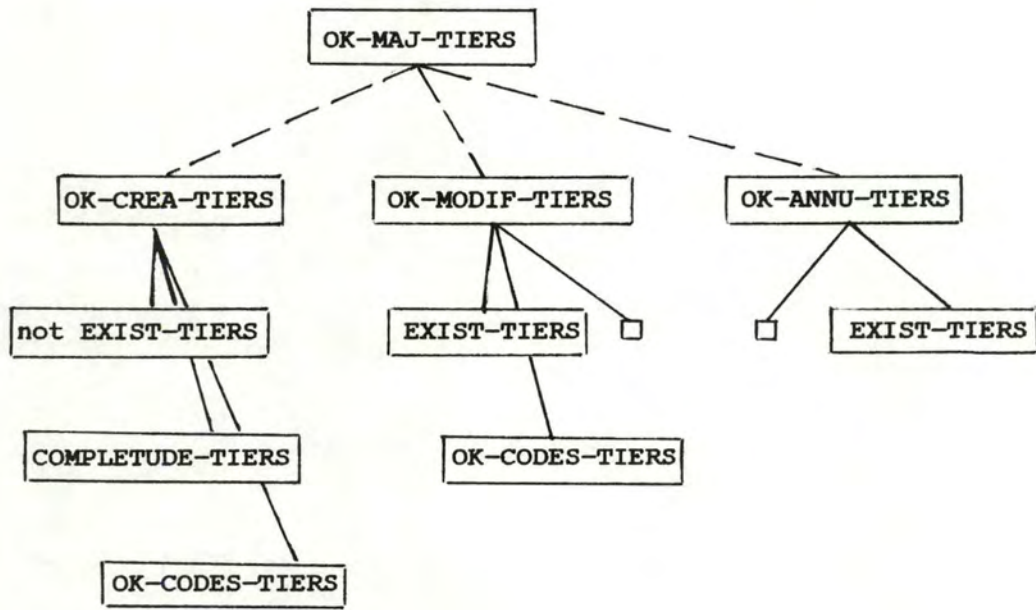 OK-MAJ-TIERS
OK-CREA-TIERS OK-MODIF-TIERS OK-ANNU-TIERS
not EXIST-TIERS EXIST-TIERS EXIST-TIERS
COMPLETUDE-TIERS OK-CODES-TIERS
OK-CODES-TIERS